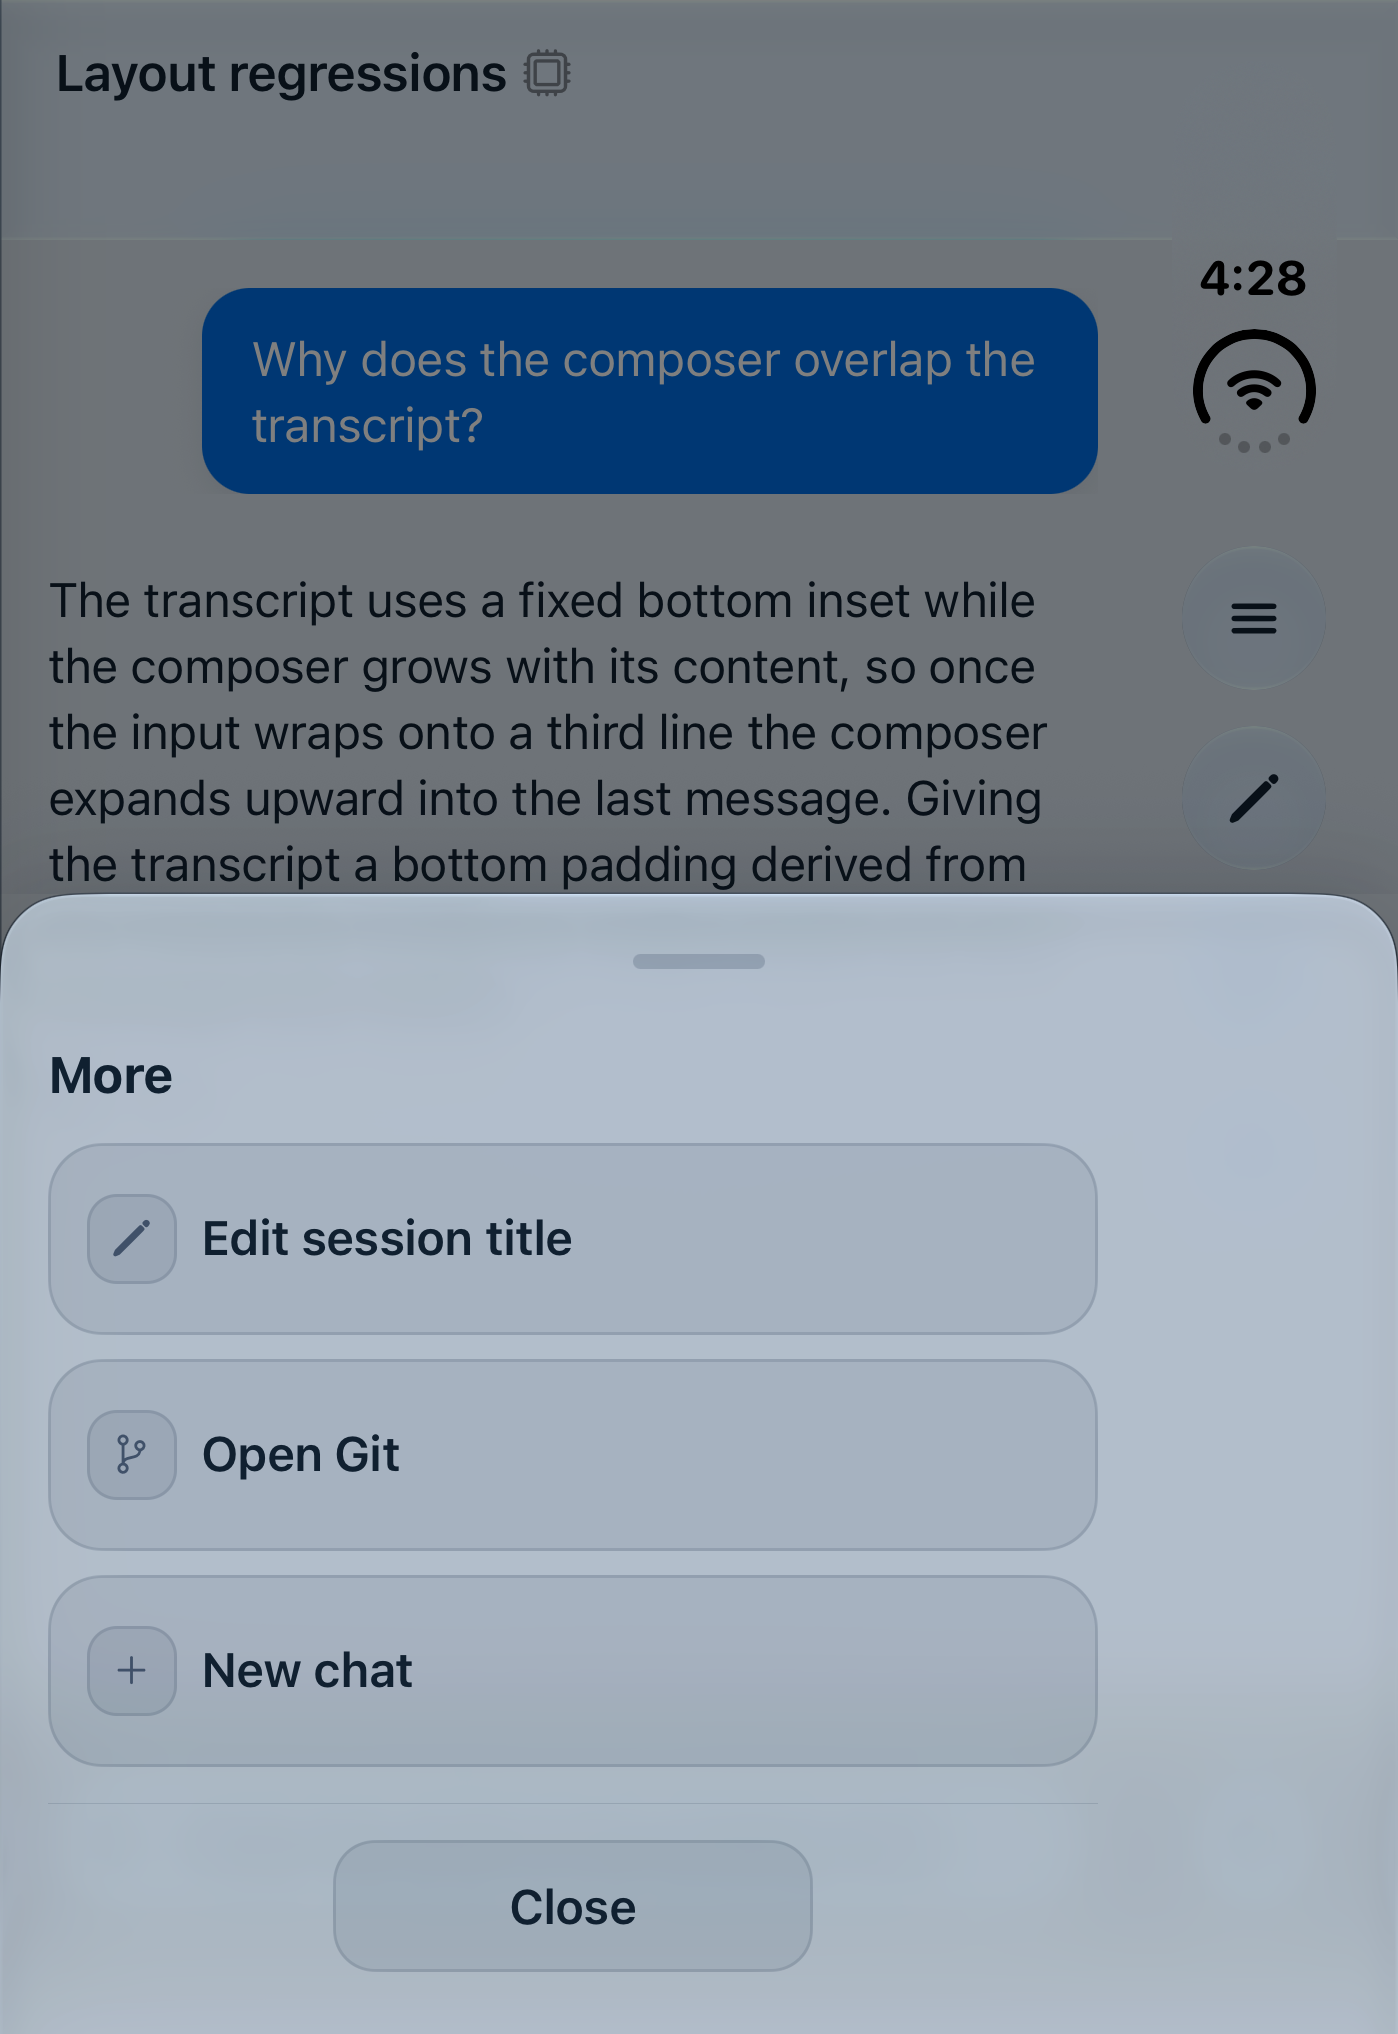 Layout regressions
4:28
Why does the composer overlap the
transcript?
The transcript uses a fixed bottom inset while
the composer grows with its content, so once
the input wraps onto a third line the composer
expands upward into the last message. Giving
the transcript a bottom padding derived from
More
Edit session title
Open Git
New chat
Close